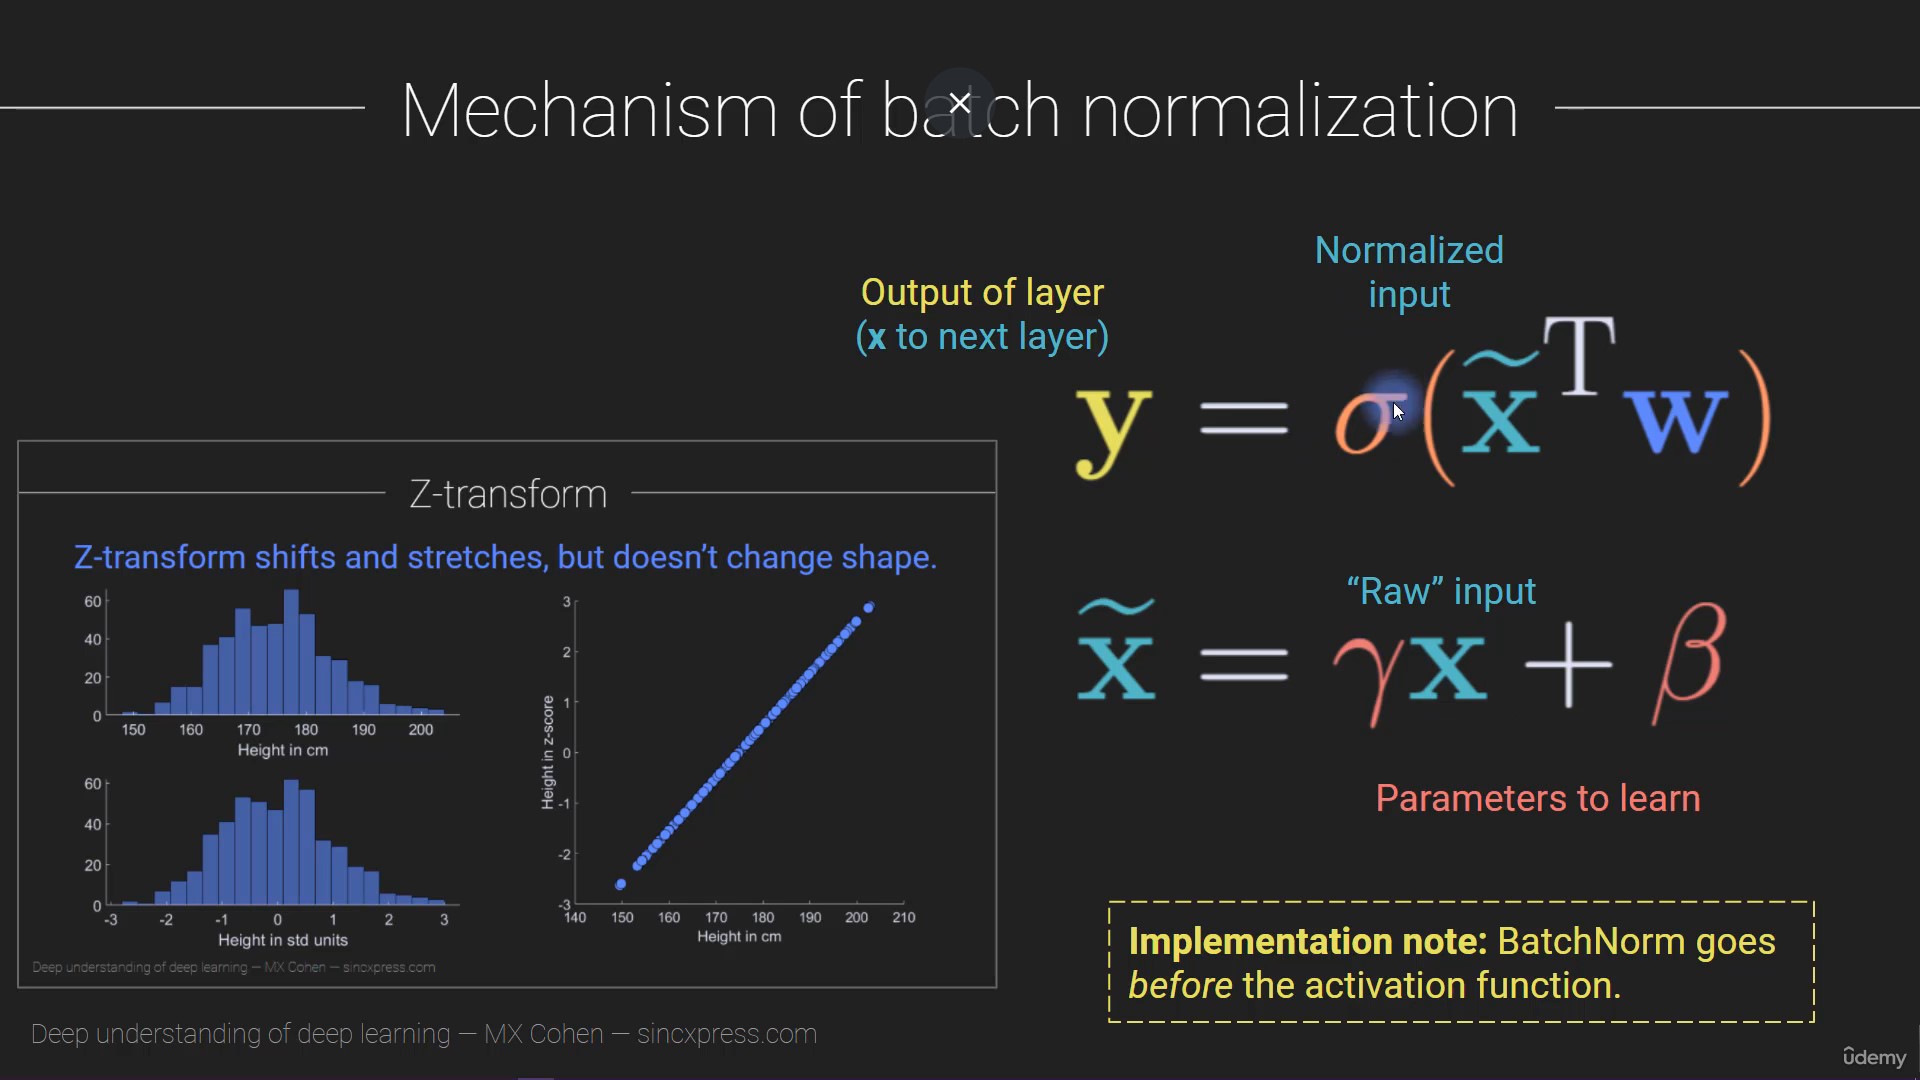 Mechanism of batch normalization
Normalized
input
Output of layer
(x to next layer)
y = σ(x̃ᵀw)
Z-transform
Z-transform shifts and stretches, but doesn’t change shape.
60
40
20
0
150 160 170 180 190 200
Height in cm
60
40
20
0
-3 -2 -1 0 1 2 3
Height in std units
3
2
1
0
-1
-2
-3
Height in z-score
140 150 160 170 180 190 200 210
Height in cm
Deep understanding of deep learning — MX Cohen — sincxpress.com
“Raw” input
x̃ = γx + β
Parameters to learn
Implementation note: BatchNorm goes
before the activation function.
Deep understanding of deep learning — MX Cohen — sincxpress.com
ûdemy